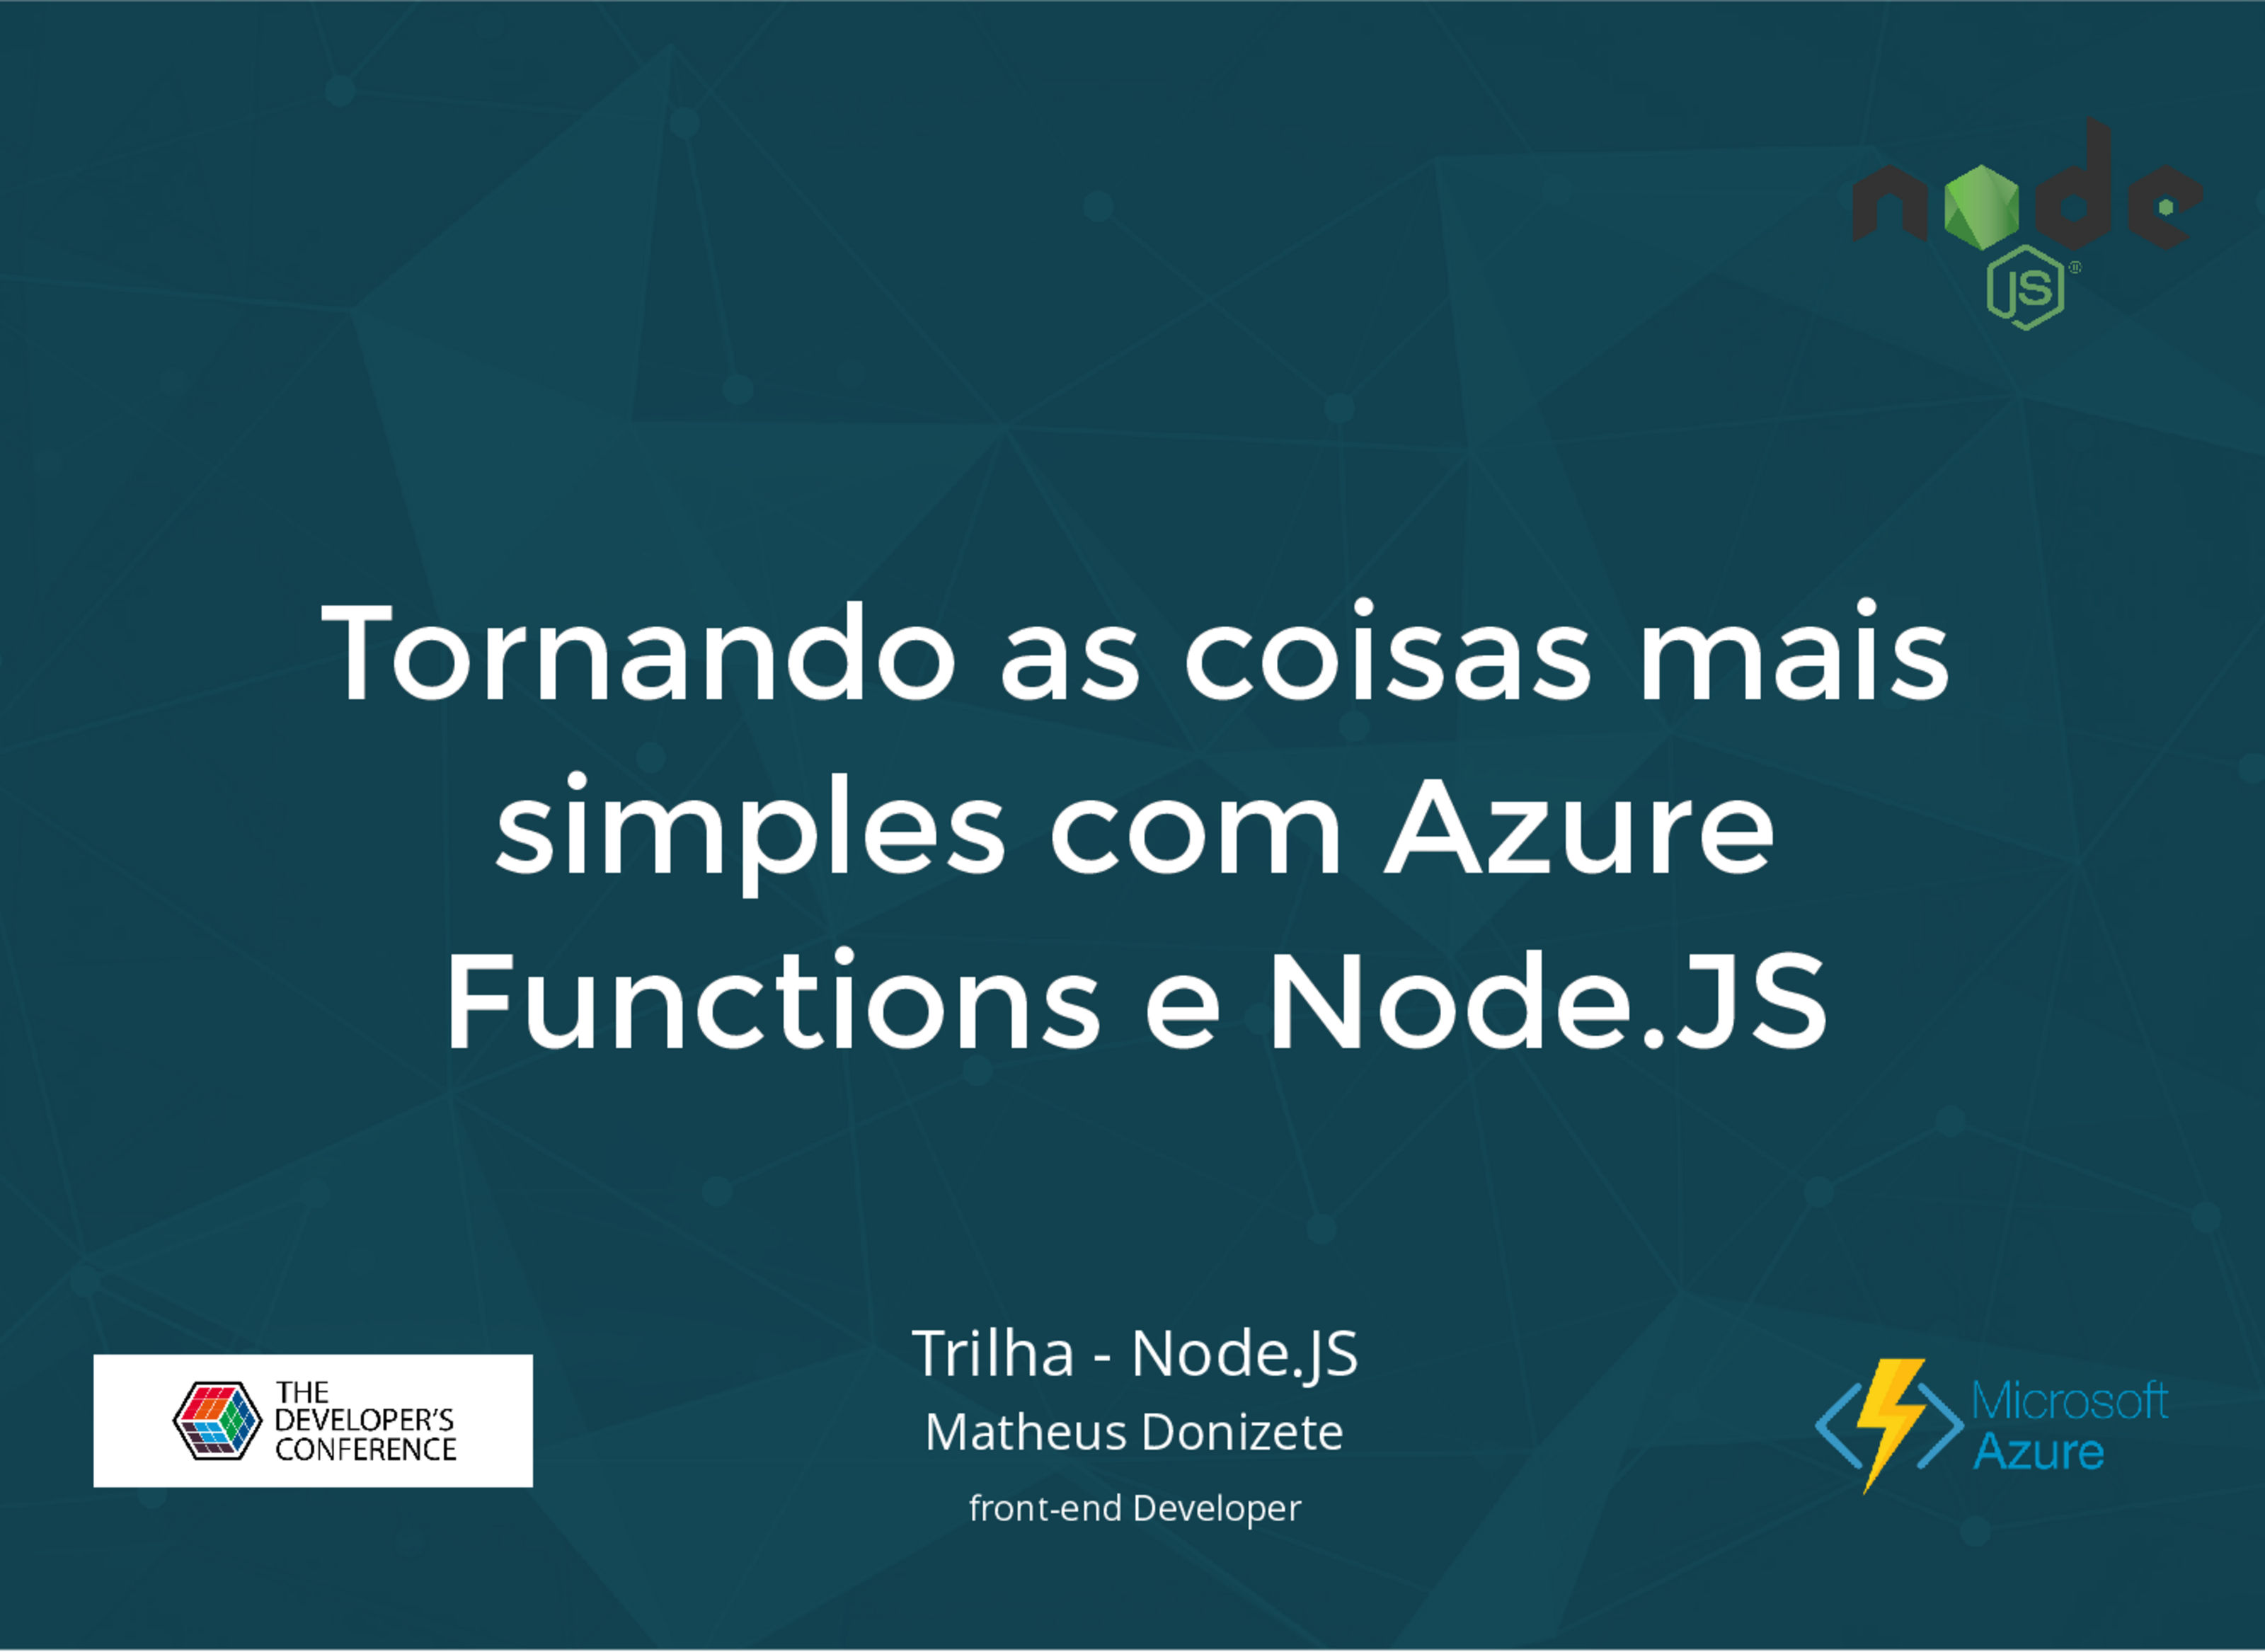 node
JS ®
Tornando as coisas mais
simples com Azure
Functions e Node.JS
Trilha - Node.JS
Matheus Donizete
front-end Developer
THE
DEVELOPER'S
CONFERENCE
Microsoft
Azure